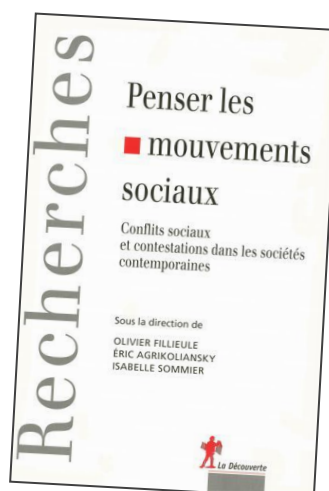 Recherches
Penser les
mouvements
sociaux
Conflits sociaux
et contestations dans les sociétés
contemporaines
Sous la direction de
OLIVIER FILLIEULE
ÉRIC AGRIKOLIANSKY
ISABELLE SOMMIER
La Découverte